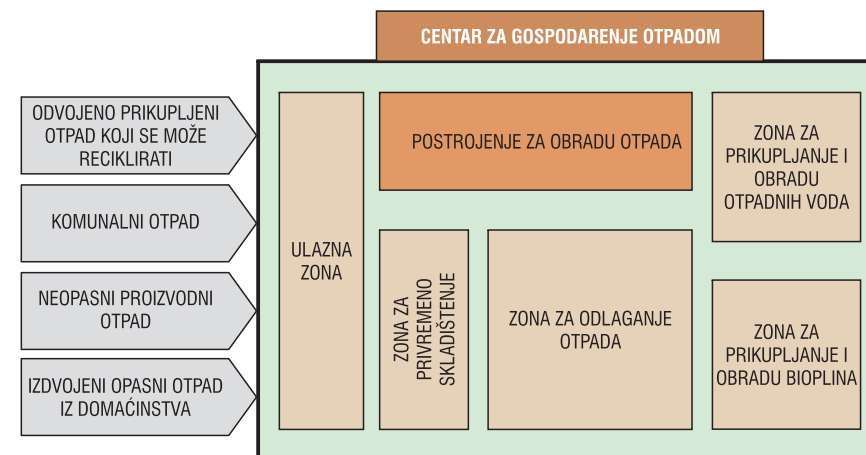 CENTAR ZA GOSPODARENJE OTPADOM
ODVOJENO PRIKUPLJENI
OTPAD KOJI SE MOŽE
RECIKLIRATI
KOMUNALNI OTPAD
NEOPASNI PROIZVODNI
OTPAD
IZDVOJENI OPASNI OTPAD
IZ DOMAĆINSTVA
ULAZNA
ZONA
POSTROJENJE ZA OBRADU OTPADA
ZONA ZA
PRIVREMENO
SKLADIŠTENJE
ZONA ZA ODLAGANJE
OTPADA
ZONA ZA
PRIKUPLJANJE I
OBRADU
OTPADNIH VODA
ZONA ZA
PRIKUPLJANJE I
OBRADU BIOPLINA